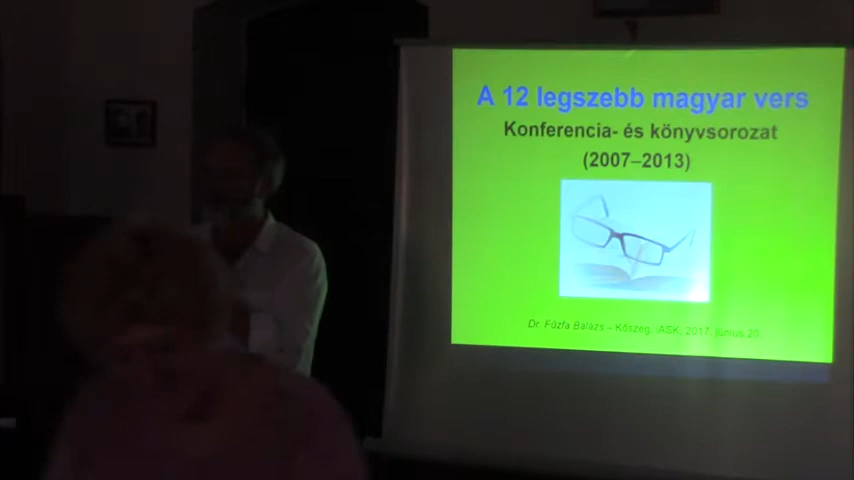 A 12 legszebb magyar vers
Konferencia- és könyvsorozat
(2007–2013)
Dr. Fűzfa Balázs – Kőszeg, iASK, 2017. június 20.